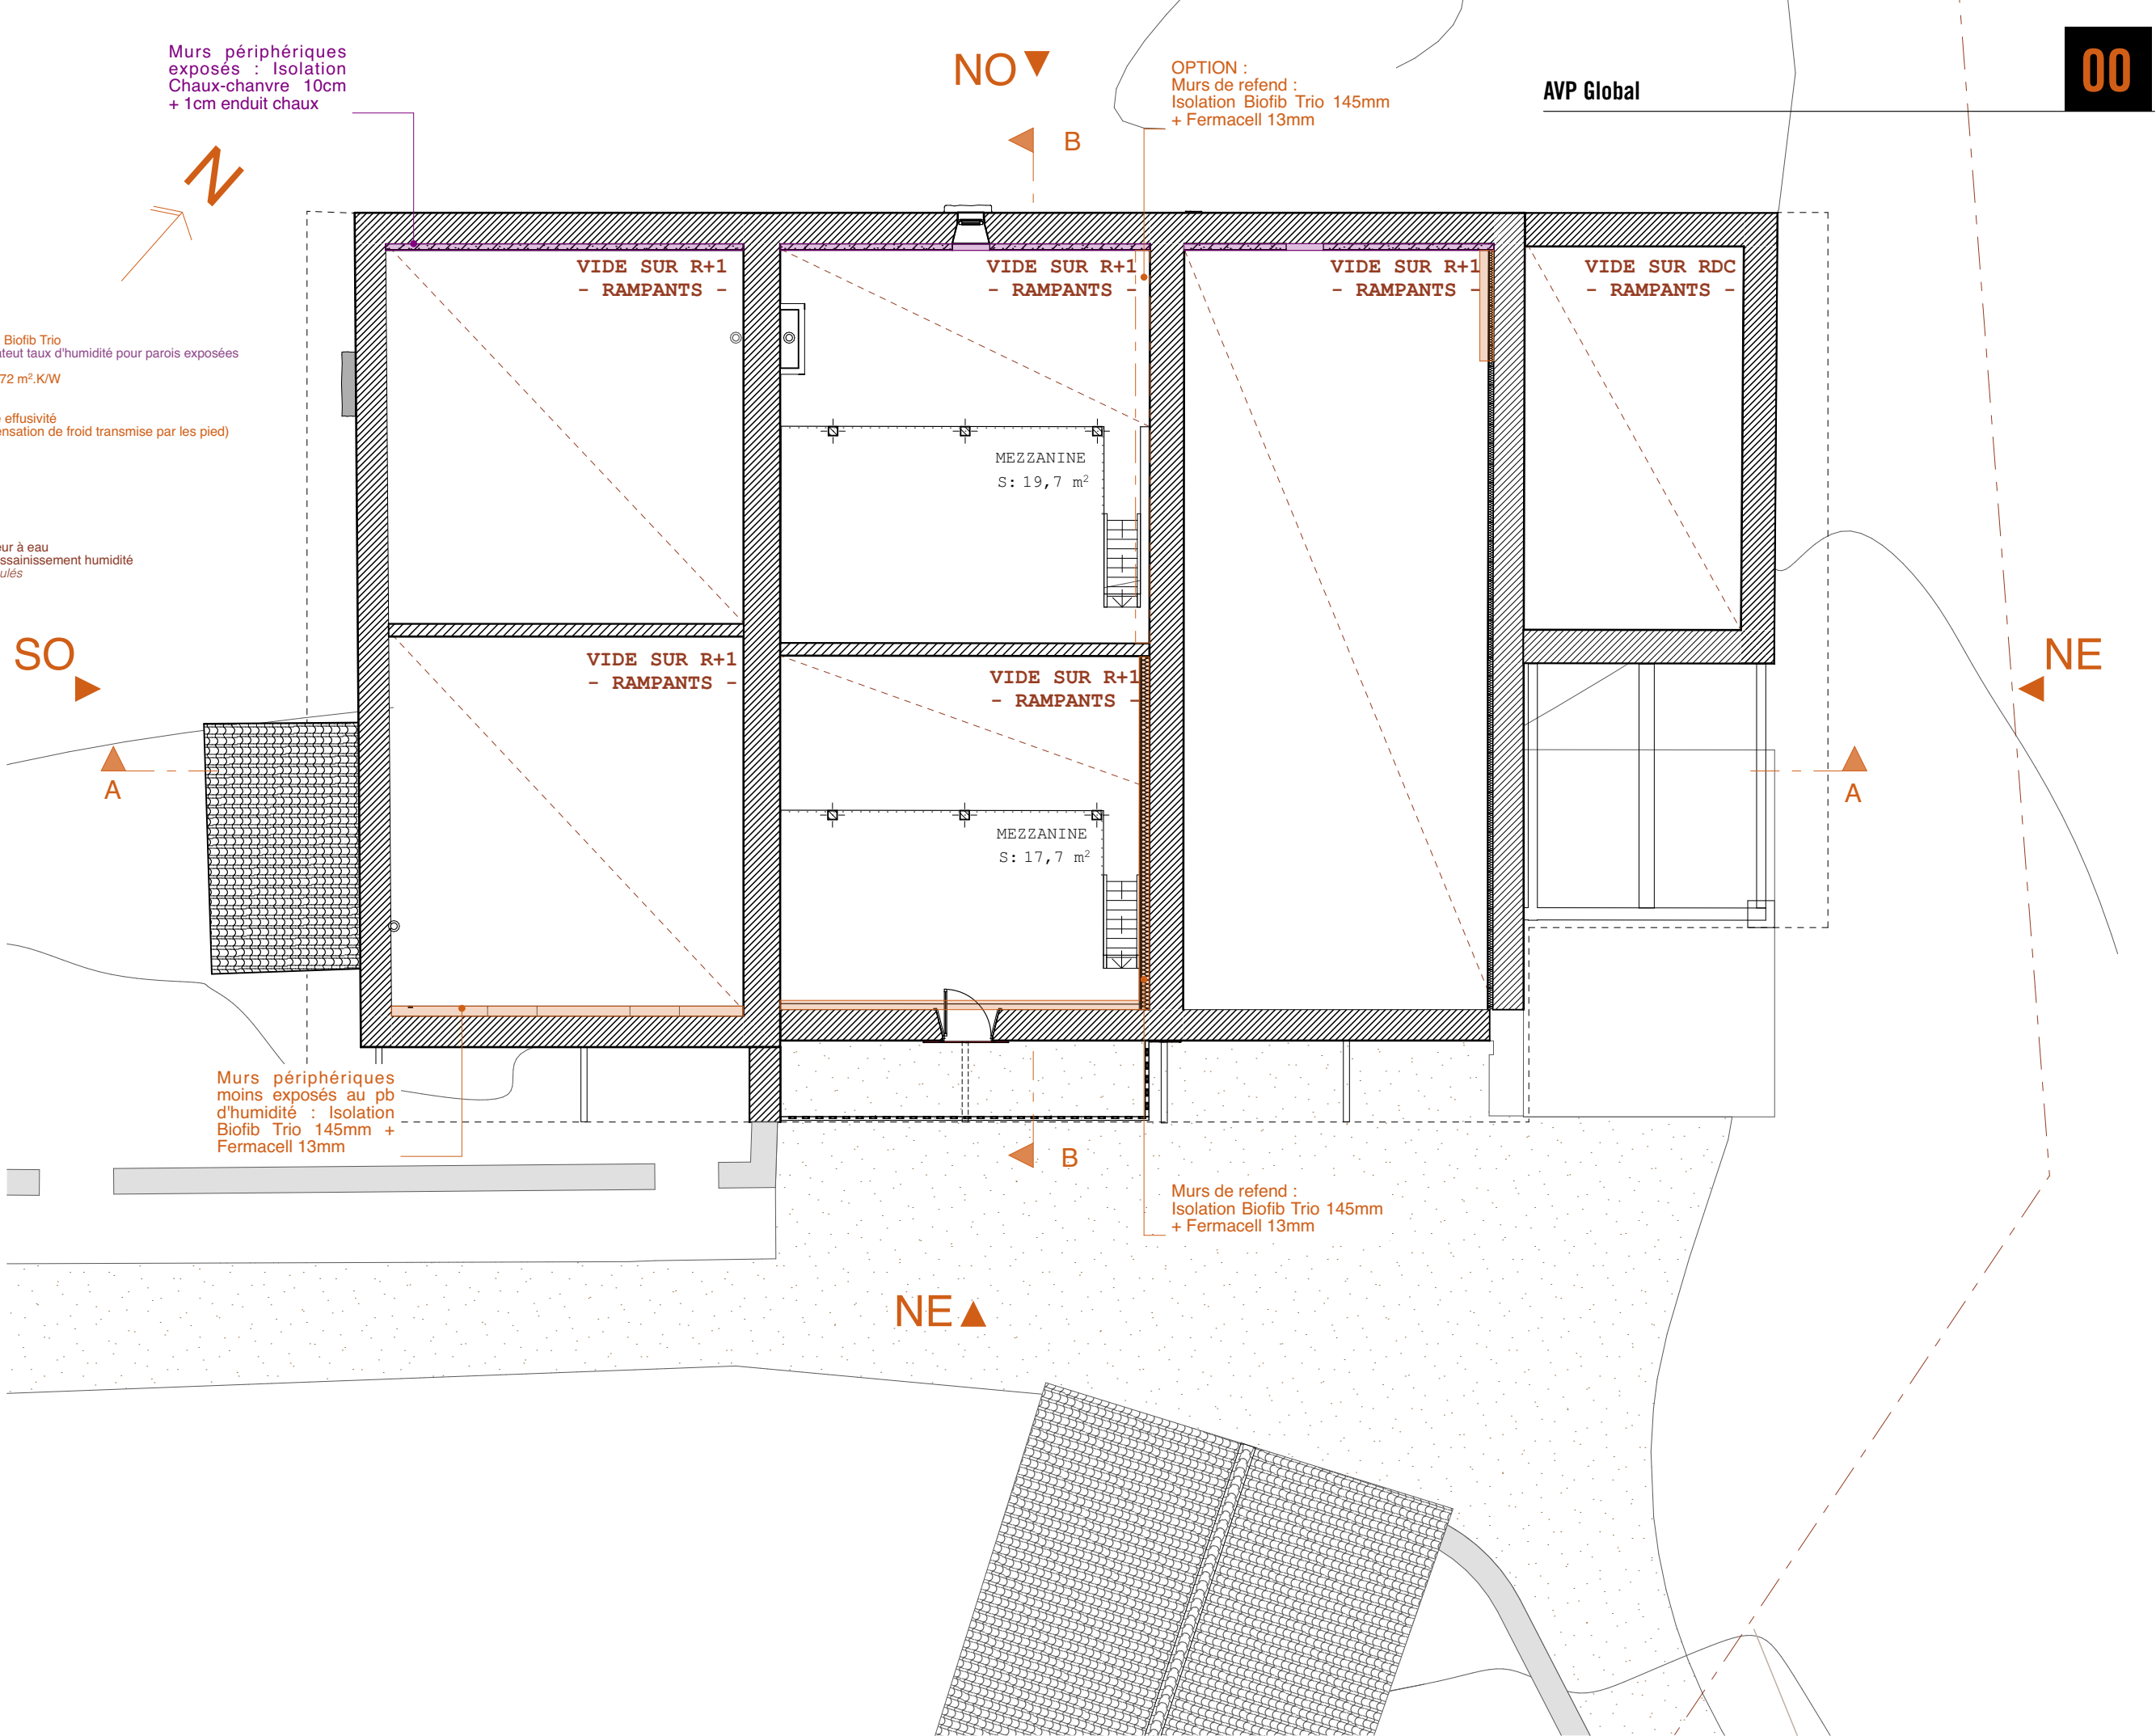 Murs périphériques
exposés : Isolation
Chaux-chanvre 10cm
+ 1cm enduit chaux
NO
OPTION :
Murs de refend :
Isolation Biofib Trio 145mm
+ Fermacell 13mm
AVP Global
00
B
N
VIDE SUR R+1
- RAMPANTS -
VIDE SUR R+1
- RAMPANTS -
VIDE SUR R+1
- RAMPANTS -
VIDE SUR RDC
- RAMPANTS -
Biofib Trio
ateut taux d'humidité pour parois exposées
72 m².K/W
effusivité
ensation de froid transmise par les pied)
MEZZANINE
S: 19,7 m²
eur à eau
ssainissement humidité
ulés
SO
NE
VIDE SUR R+1
- RAMPANTS -
VIDE SUR R+1
- RAMPANTS -
A
A
MEZZANINE
S: 17,7 m²
Murs périphériques
moins exposés au pb
d'humidité : Isolation
Biofib Trio 145mm +
Fermacell 13mm
B
Murs de refend :
Isolation Biofib Trio 145mm
+ Fermacell 13mm
NE